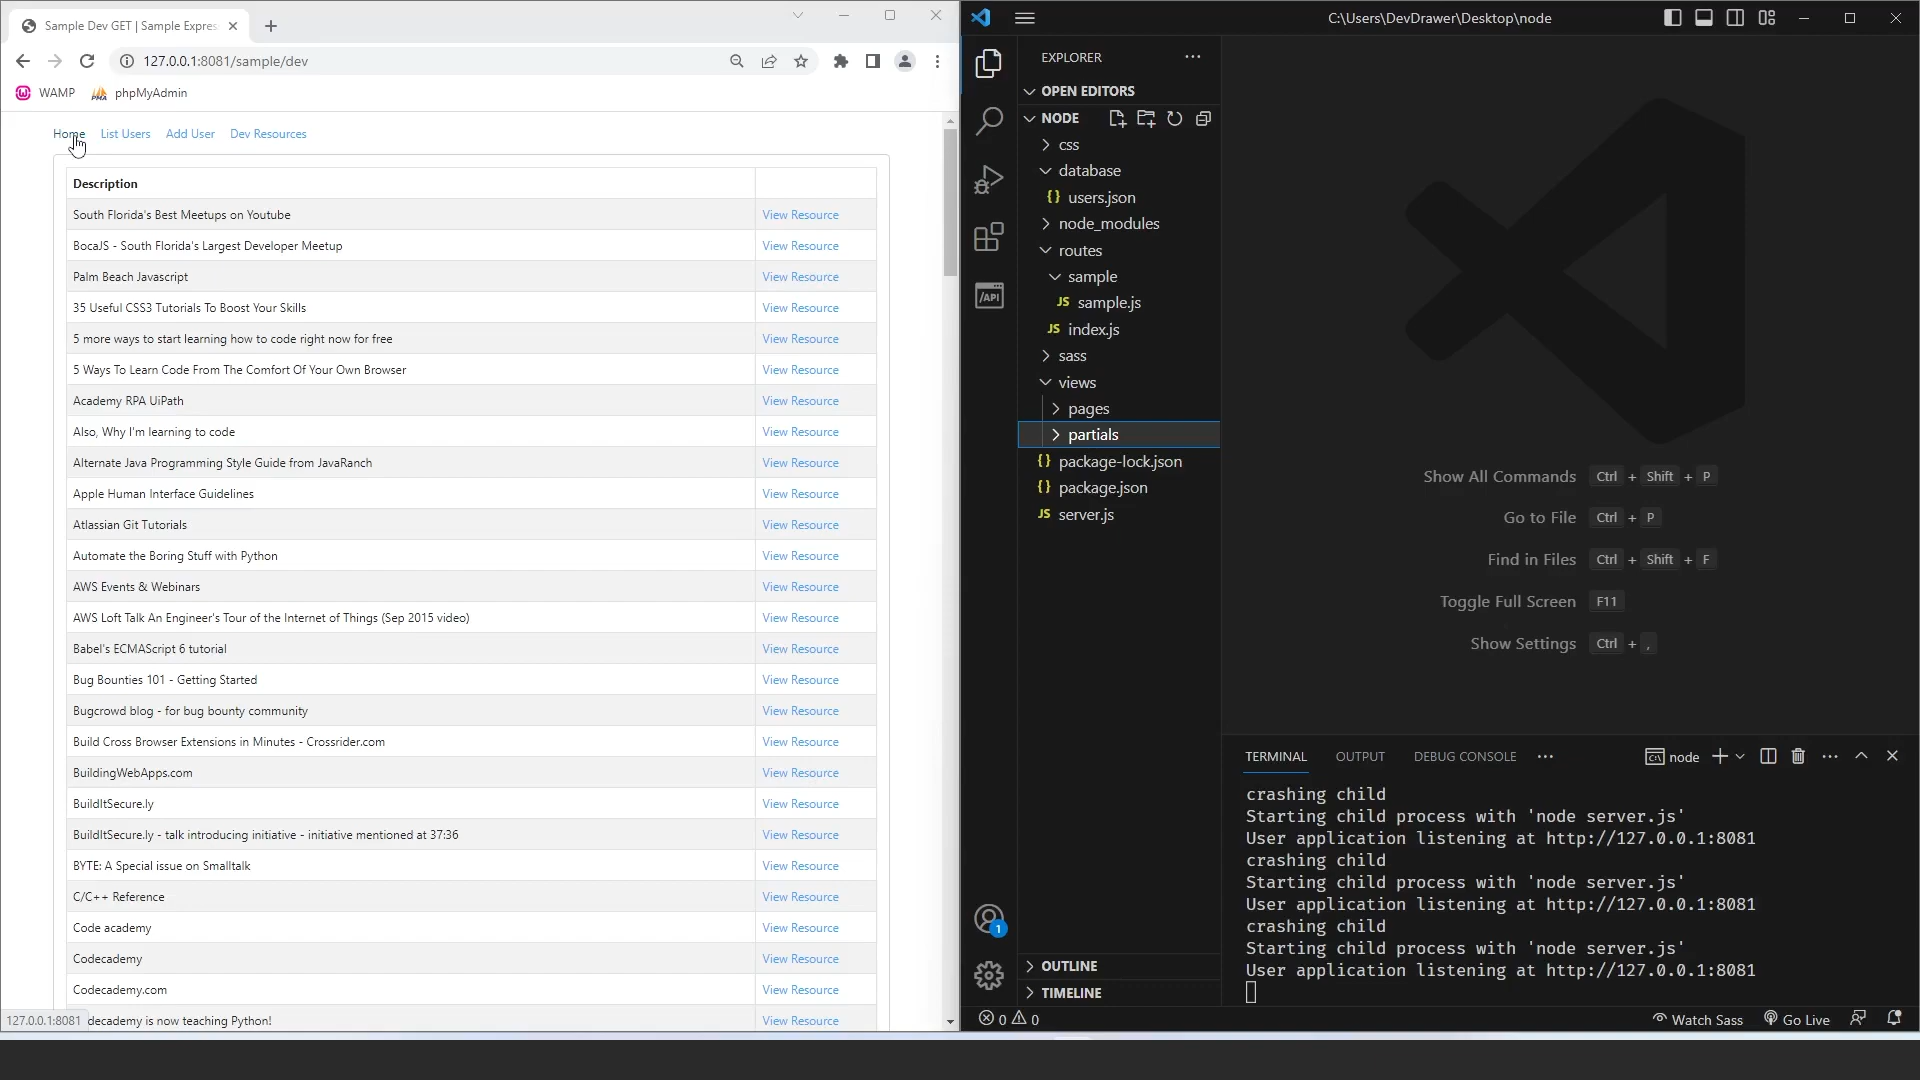 Sample Dev GET | Sample Expres
127.0.0.1:8081/sample/dev
WAMP
PMA
phpMyAdmin
Home
List Users
Add User
Dev Resources
Description
South Florida's Best Meetups on Youtube
View Resource
BocaJS - South Florida's Largest Developer Meetup
View Resource
Palm Beach Javascript
View Resource
35 Useful CSS3 Tutorials To Boost Your Skills
View Resource
5 more ways to start learning how to code right now for free
View Resource
5 Ways To Learn Code From The Comfort Of Your Own Browser
View Resource
Academy RPA UiPath
View Resource
Also, Why I'm learning to code
View Resource
Alternate Java Programming Style Guide from JavaRanch
View Resource
Apple Human Interface Guidelines
View Resource
Atlassian Git Tutorials
View Resource
Automate the Boring Stuff with Python
View Resource
AWS Events & Webinars
View Resource
AWS Loft Talk An Engineer's Tour of the Internet of Things (Sep 2015 video)
View Resource
Babel's ECMAScript 6 tutorial
View Resource
Bug Bounties 101 - Getting Started
View Resource
Bugcrowd blog - for bug bounty community
View Resource
Build Cross Browser Extensions in Minutes - Crossrider.com
View Resource
BuildingWebApps.com
View Resource
BuildItSecure.ly
View Resource
BuildItSecure.ly - talk introducing initiative - initiative mentioned at 37:36
View Resource
BYTE: A Special issue on Smalltalk
View Resource
C/C++ Reference
View Resource
Code academy
View Resource
Codecademy
View Resource
Codecademy.com
View Resource
decademy is now teaching Python!
View Resource
127.0.0.1:8081
C:\Users\DevDrawer\Desktop\node
EXPLORER
OPEN EDITORS
NODE
css
database
{} users.json
node_modules
routes
sample
JS sample.js
JS index.js
sass
views
pages
partials
{} package-lock.json
{} package.json
JS server.js
OUTLINE
TIMELINE
/API
1
Show All Commands Ctrl + Shift + P
Go to File Ctrl + P
Find in Files Ctrl + Shift + F
Toggle Full Screen F11
Show Settings Ctrl + ,
TERMINAL
OUTPUT
DEBUG CONSOLE
node
crashing child
Starting child process with 'node server.js'
User application listening at http://127.0.0.1:8081
crashing child
Starting child process with 'node server.js'
User application listening at http://127.0.0.1:8081
crashing child
Starting child process with 'node server.js'
User application listening at http://127.0.0.1:8081
0 0
Watch Sass
Go Live